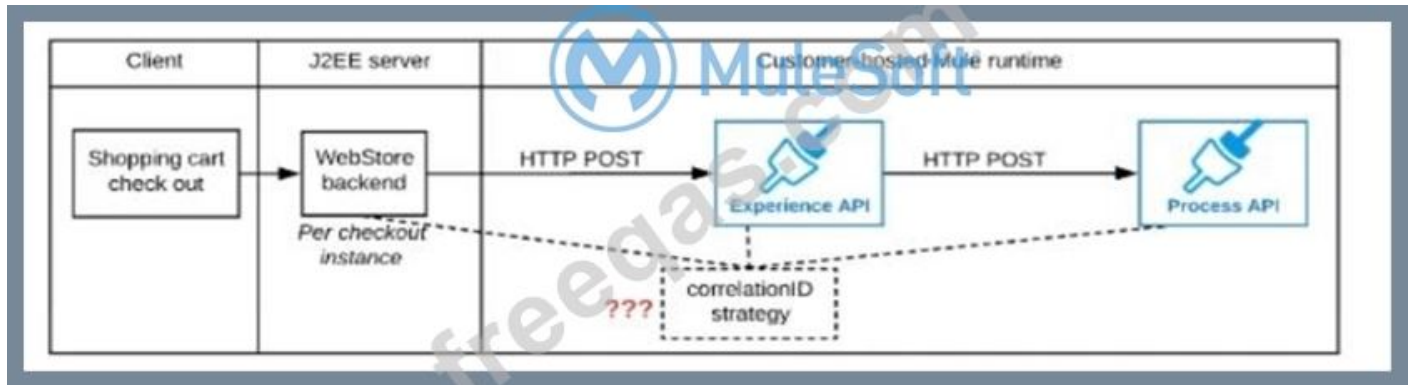 Client
J2EE server
Customer-hosted Mule runtime
MuleSoft
Shopping cart
check out
WebStore
backend
HTTP POST
Experience API
HTTP POST
Process API
Per checkout
instance
???
correlationID
strategy
freeqas.com